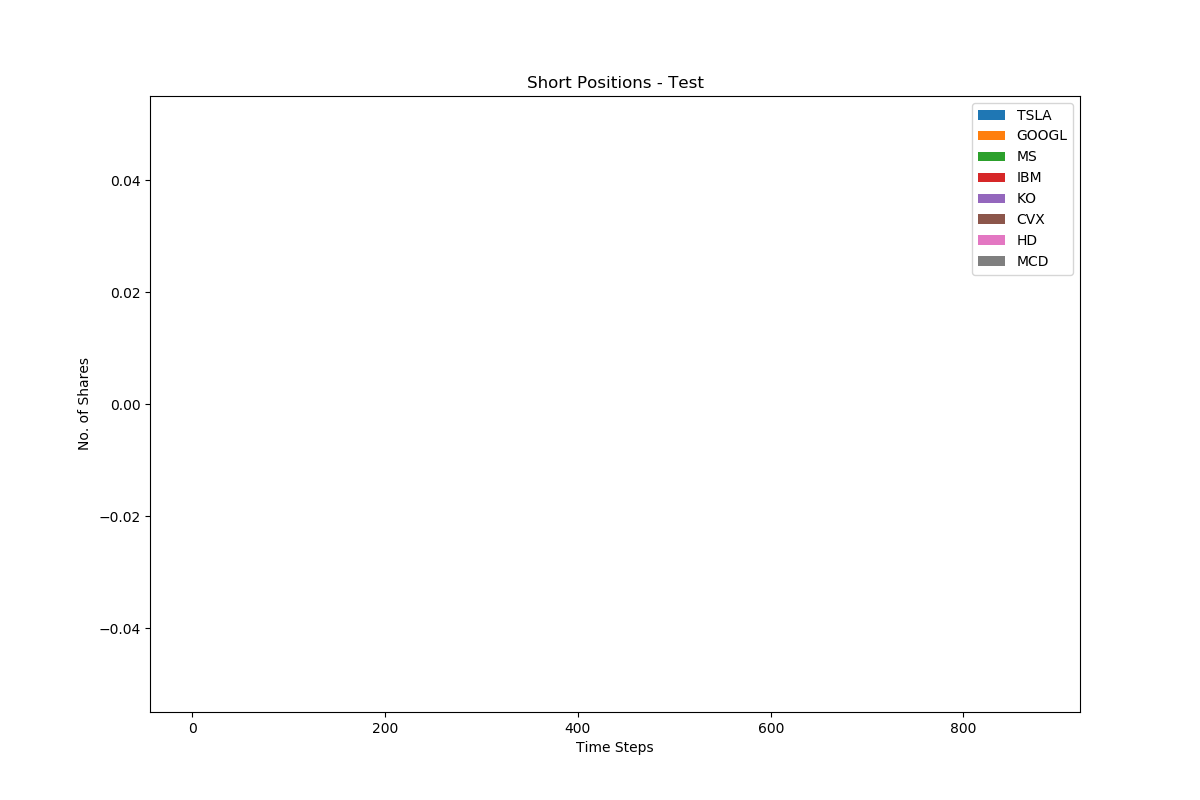 Short Positions - Test
TSLA
GOOGL
MS
IBM
KO
CVX
HD
MCD
0.04
0.02
0.00
−0.02
−0.04
No. of Shares
0 200 400 600 800
Time Steps